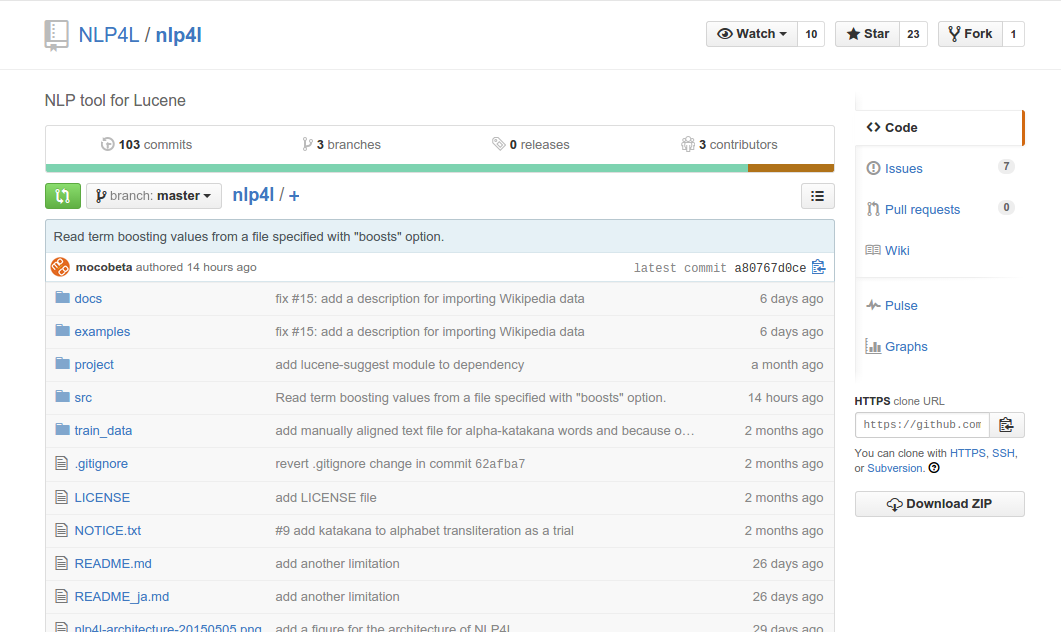 NLP4L / nlp4l
Watch 10 Star 23 Fork 1
NLP tool for Lucene
103 commits 3 branches 0 releases 3 contributors
branch: master nlp4l / +
Read term boosting values from a file specified with "boosts" option.
mocobeta authored 14 hours ago latest commit a80767d0ce
docs fix #15: add a description for importing Wikipedia data 6 days ago
examples fix #15: add a description for importing Wikipedia data 6 days ago
project add lucene-suggest module to dependency a month ago
src Read term boosting values from a file specified with "boosts" option. 14 hours ago
train_data add manually aligned text file for alpha-katakana words and because o… 2 months ago
.gitignore revert .gitignore change in commit 62afba7 2 months ago
LICENSE add LICENSE file 2 months ago
NOTICE.txt #9 add katakana to alphabet transliteration as a trial 2 months ago
README.md add another limitation 26 days ago
README_ja.md add another limitation 26 days ago
nlp4l-architecture-20150505.png add a figure for the architecture of NLP4L 29 days ago
Code
Issues 7
Pull requests 0
Wiki
Pulse
Graphs
HTTPS clone URL
https://github.com
You can clone with HTTPS, SSH,
or Subversion.
Download ZIP